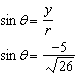 sin θ = y/r
sin θ = -5/√26